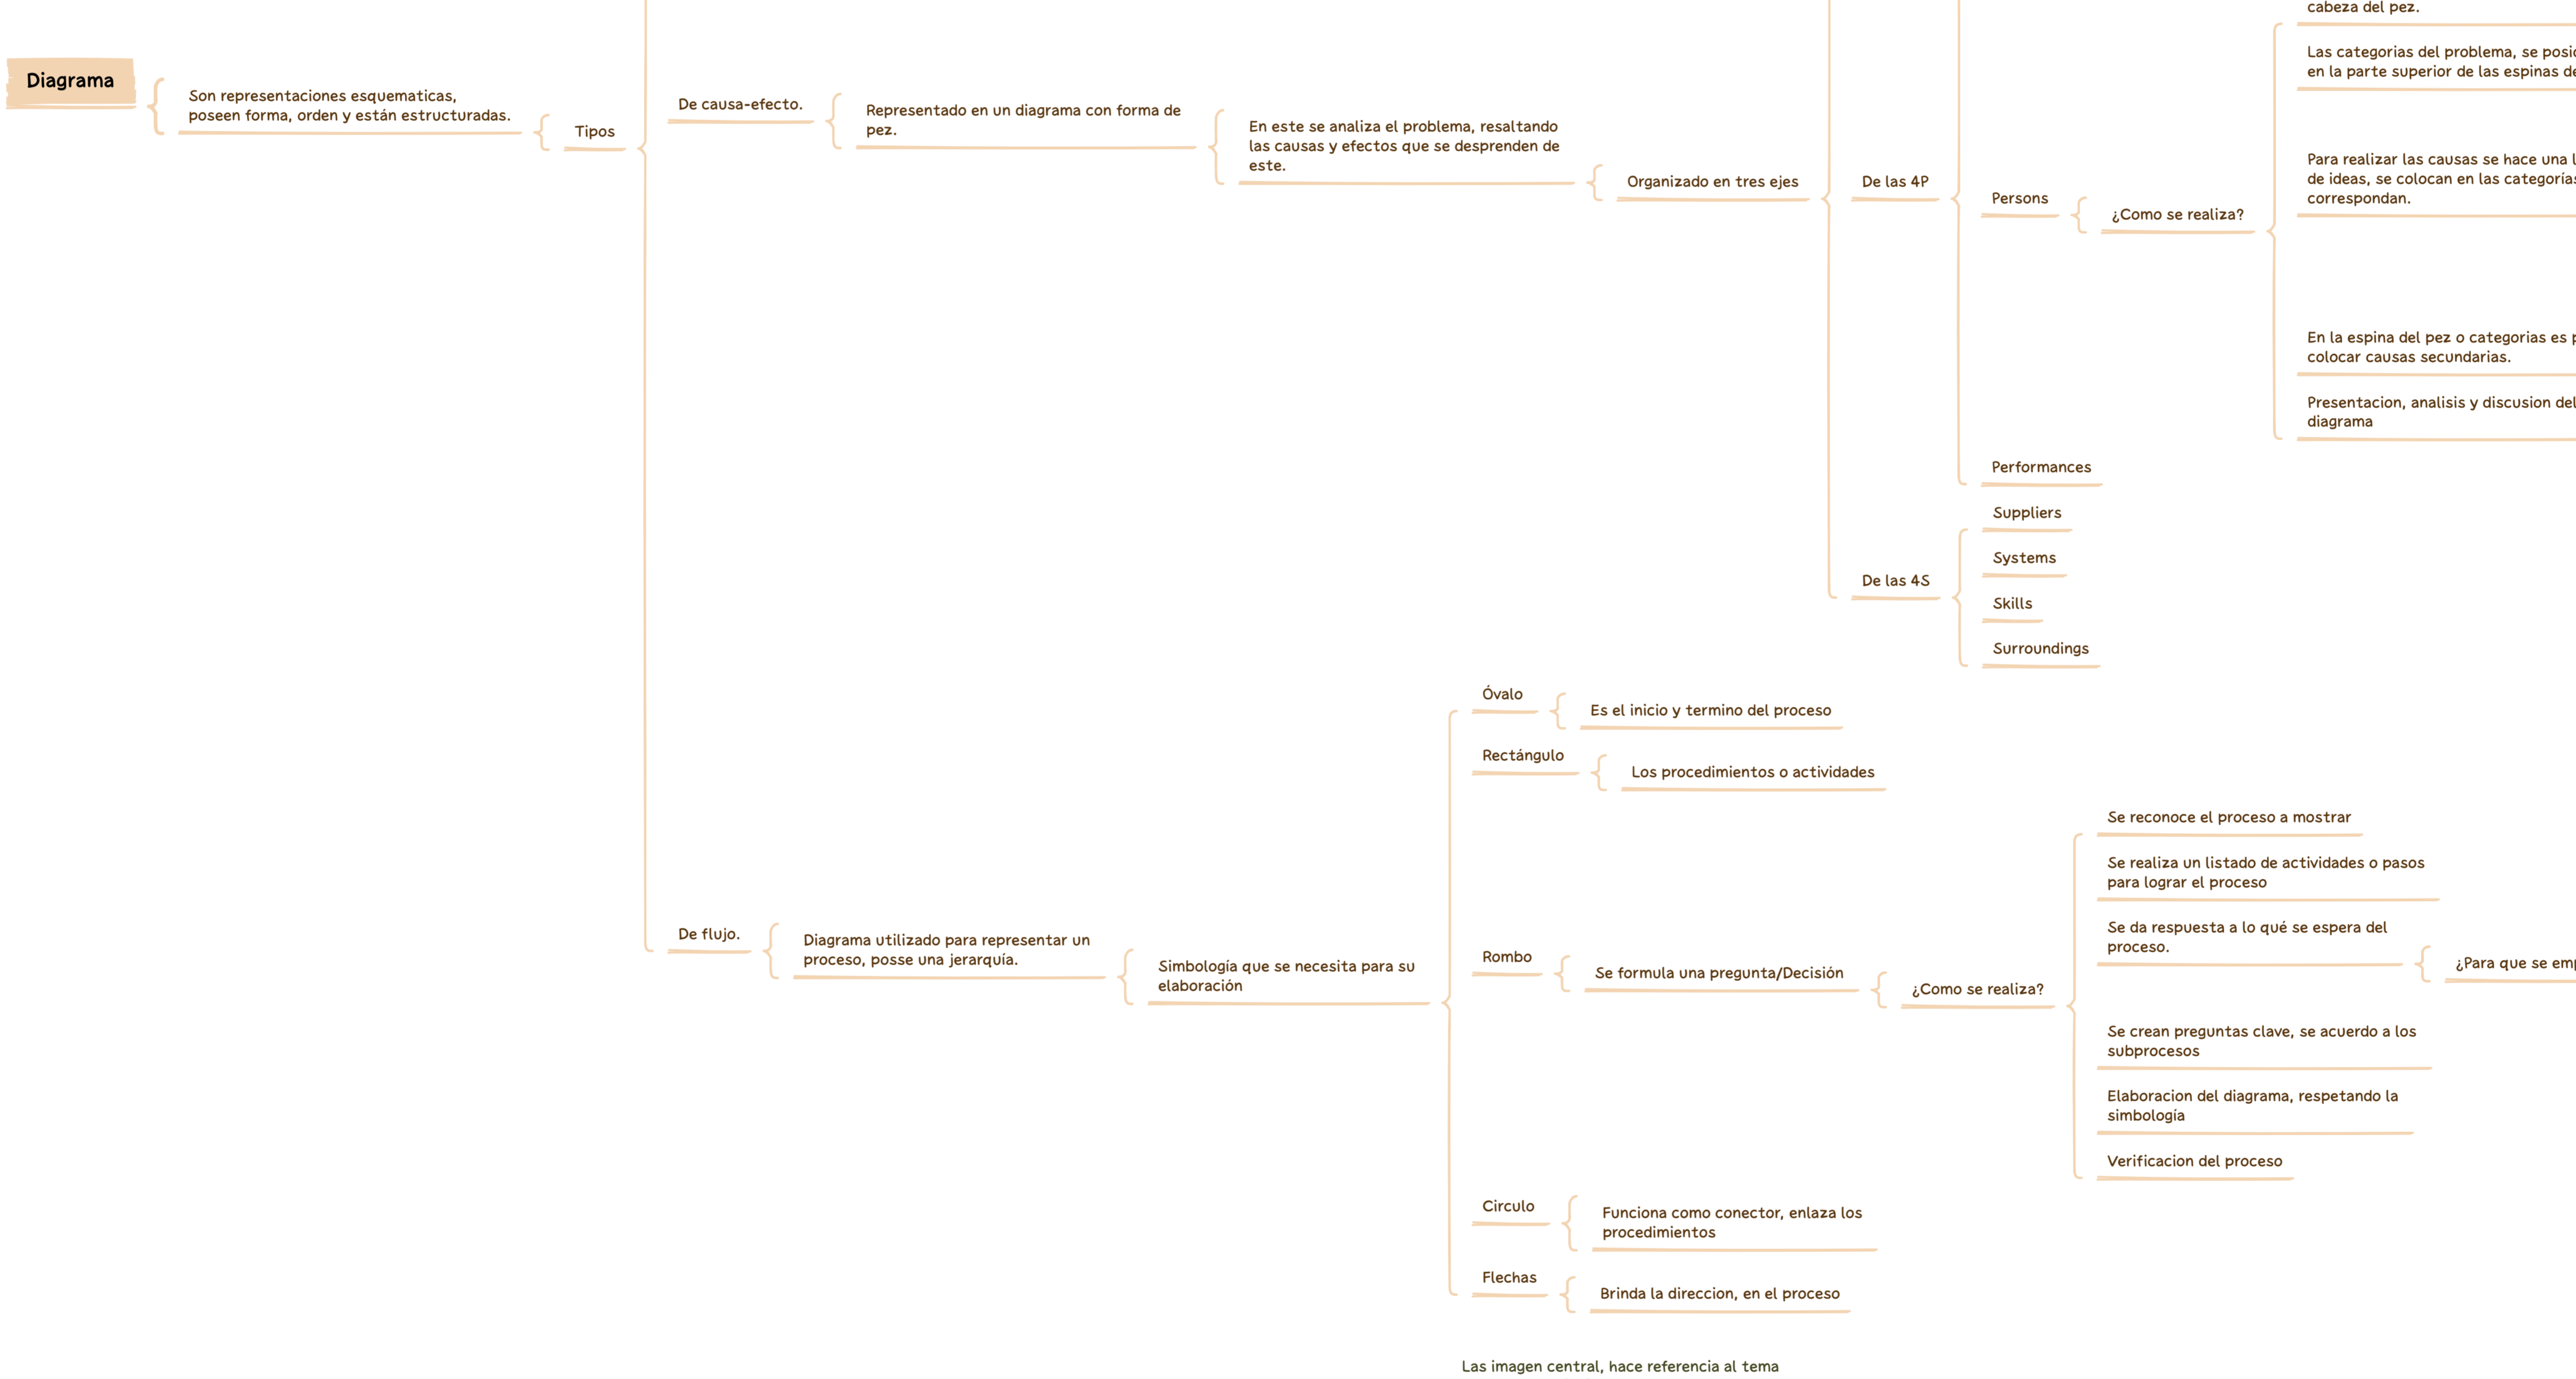 Diagrama
Son representaciones esquematicas,
poseen forma, orden y están estructuradas.
Tipos
De causa-efecto.
Representado en un diagrama con forma de
pez.
En este se analiza el problema, resaltando
las causas y efectos que se desprenden de
este.
Organizado en tres ejes
De las 4P
Persons
¿Como se realiza?
cabeza del pez.
Las categorias del problema, se
en la parte superior de las espinas
Para realizar las causas se hace una
de ideas, se colocan en las
correspondan.
En la espina del pez o categorias es
colocar causas secundarias.
Presentacion, analisis y discusion del
diagrama
Performances
De las 4S
Suppliers
Systems
Skills
Surroundings
De flujo.
Diagrama utilizado para representar un
proceso, posse una jerarquía.
Simbología que se necesita para su
elaboración
Óvalo
Es el inicio y termino del proceso
Rectángulo
Los procedimientos o actividades
Rombo
Se formula una pregunta/Decisión
¿Como se realiza?
Se reconoce el proceso a mostrar
Se realiza un listado de actividades o pasos
para lograr el proceso
Se da respuesta a lo qué se espera del
proceso.
¿Para que se
Se crean preguntas clave, se acuerdo a los
subprocesos
Elaboracion del diagrama, respetando la
simbología
Verificacion del proceso
Circulo
Funciona como conector, enlaza los
procedimientos
Flechas
Brinda la direccion, en el proceso
Las imagen central, hace referencia al tema